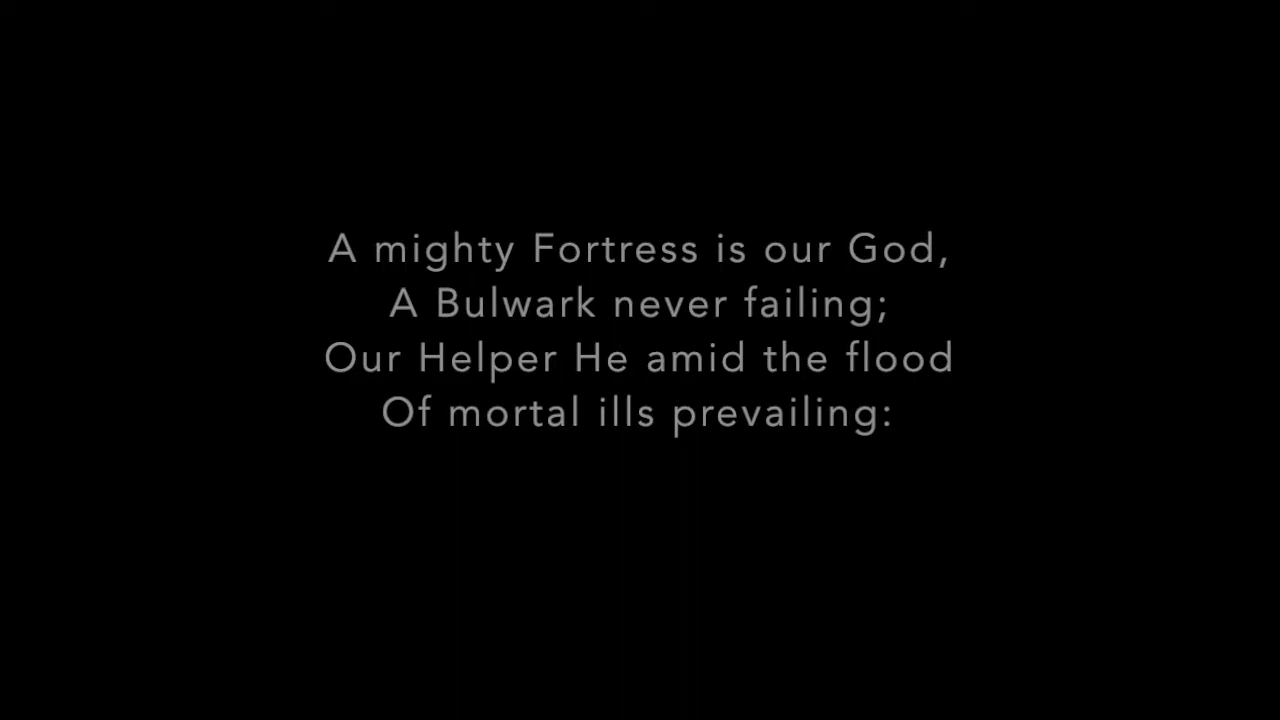 A mighty Fortress is our God,
A Bulwark never failing;
Our Helper He amid the flood
Of mortal ills prevailing: